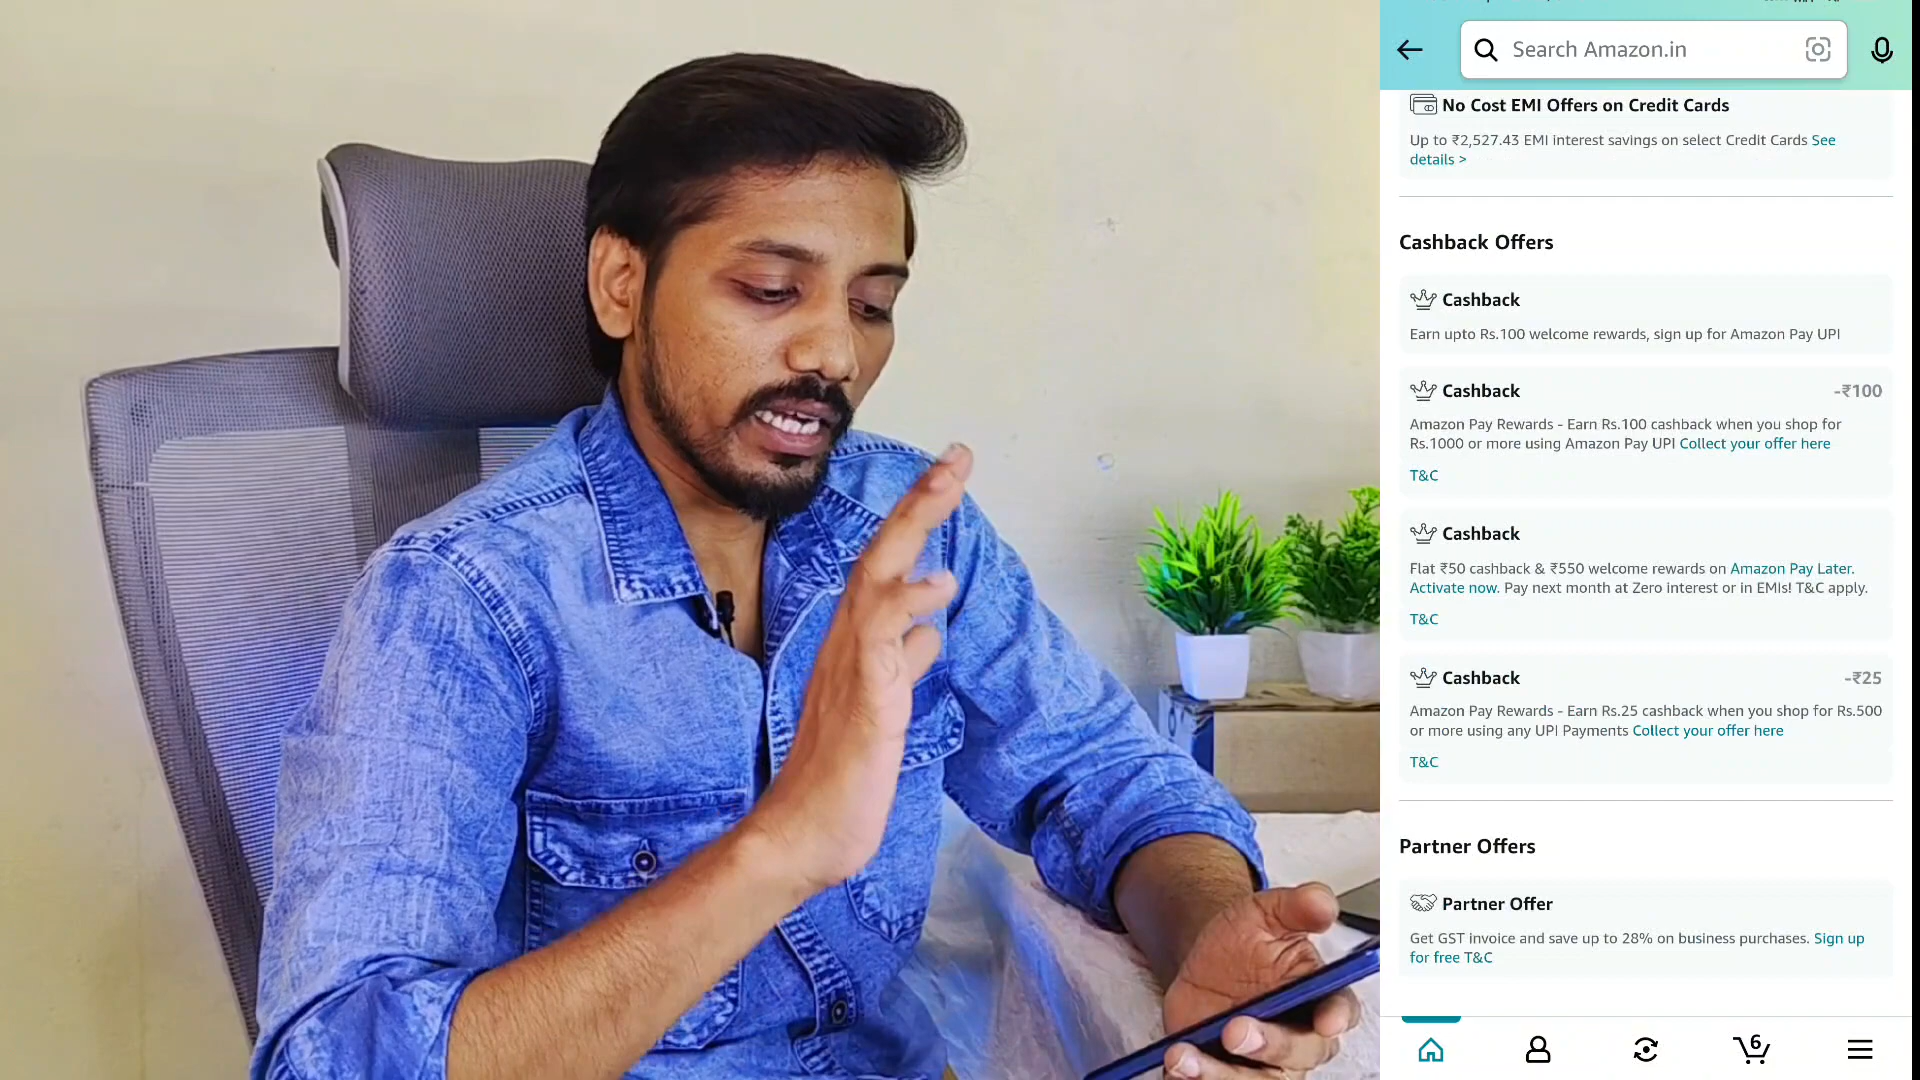 Search Amazon.in
No Cost EMI Offers on Credit Cards
Up to ₹2,527.43 EMI interest savings on select Credit Cards See
details >
Cashback Offers
Cashback
Earn upto Rs.100 welcome rewards, sign up for Amazon Pay UPI
Cashback -₹100
Amazon Pay Rewards - Earn Rs.100 cashback when you shop for
Rs.1000 or more using Amazon Pay UPI Collect your offer here
T&C
Cashback
Flat ₹50 cashback & ₹550 welcome rewards on Amazon Pay Later.
Activate now. Pay next month at Zero interest or in EMIs! T&C apply.
T&C
Cashback -₹25
Amazon Pay Rewards - Earn Rs.25 cashback when you shop for Rs.500
or more using any UPI Payments Collect your offer here
T&C
Partner Offers
Partner Offer
Get GST invoice and save up to 28% on business purchases. Sign up
for free T&C
6